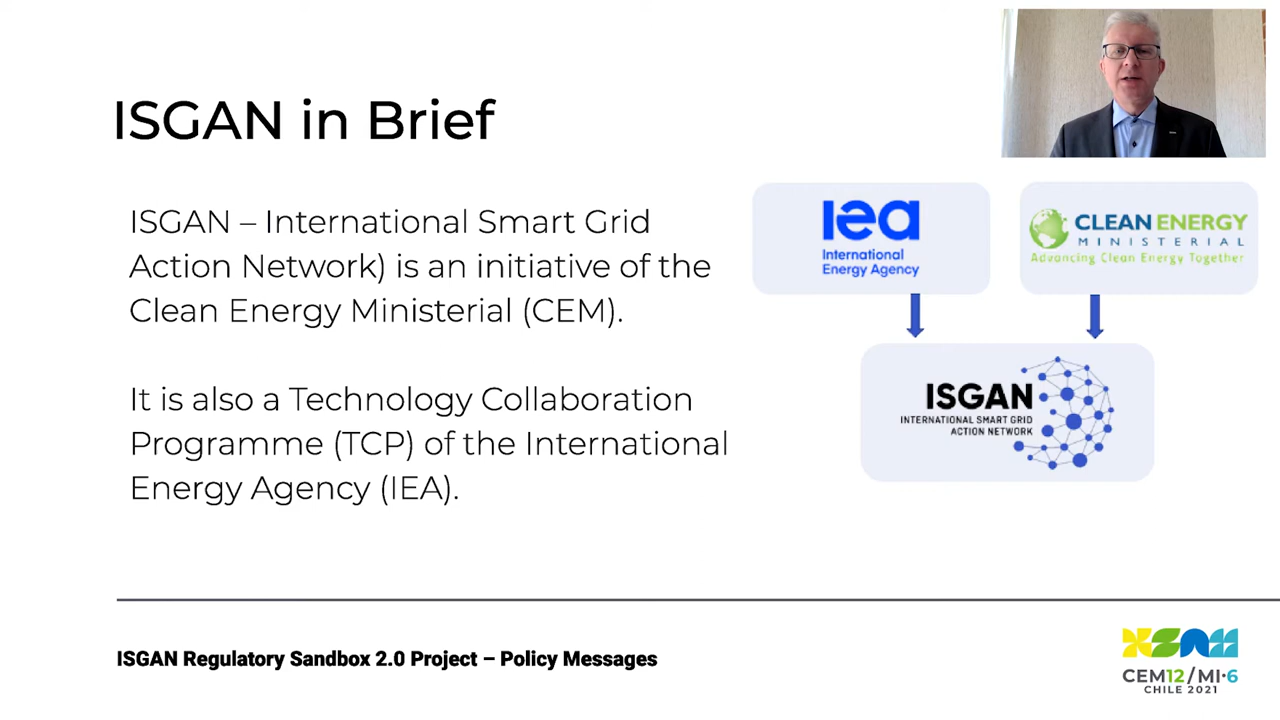 ISGAN in Brief
ISGAN – International Smart Grid
Action Network) is an initiative of the
Clean Energy Ministerial (CEM).
It is also a Technology Collaboration
Programme (TCP) of the International
Energy Agency (IEA).
iea
International
Energy Agency
CLEAN ENERGY
MINISTERIAL
Advancing Clean Energy Together
ISGAN
INTERNATIONAL SMART GRID
ACTION NETWORK
ISGAN Regulatory Sandbox 2.0 Project – Policy Messages
CEM12/MI·6
CHILE 2021